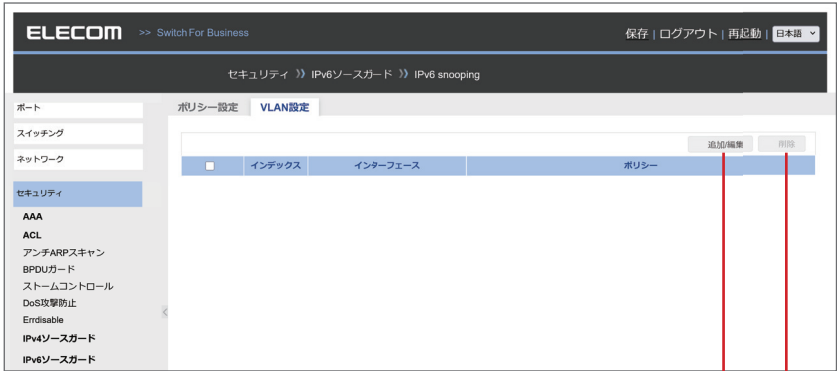 ELECOM >> Switch For Business 保存 | ログアウト | 再起動 | 日本語
セキュリティ 》 IPv6ソースガード 》 IPv6 snooping
ポート
スイッチング
ネットワーク
セキュリティ
AAA
ACL
アンチARPスキャン
BPDUガード
ストームコントロール
DoS攻撃防止
Errdisable
IPv4ソースガード
IPv6ソースガード
ポリシー設定 VLAN設定
追加/編集 削除
インデックス インターフェース ポリシー